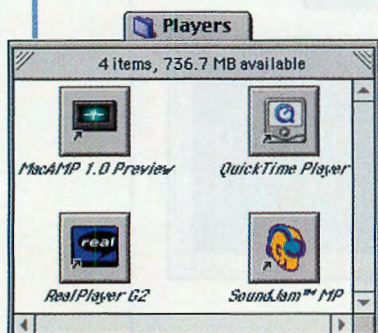 Players
4 items, 736.7 MB available
MacAMP 1.0 Preview
QuickTime Player
real
RealPlayer G2
SoundJam™ MP